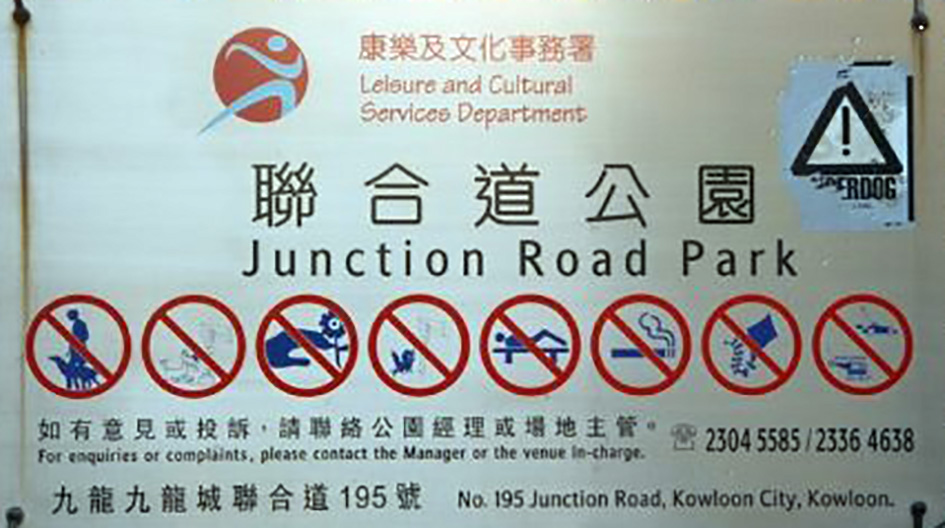 康樂及文化事務署
Leisure and Cultural
Services Department
聯合道公園
Junction Road Park
如有意見或投訴，請聯絡公園經理或場地主管。
For enquiries or complaints, please contact the Manager or the venue in-charge.
☏ 2304 5585 / 2336 4638
九龍九龍城聯合道195號
No. 195 Junction Road, Kowloon City, Kowloon.